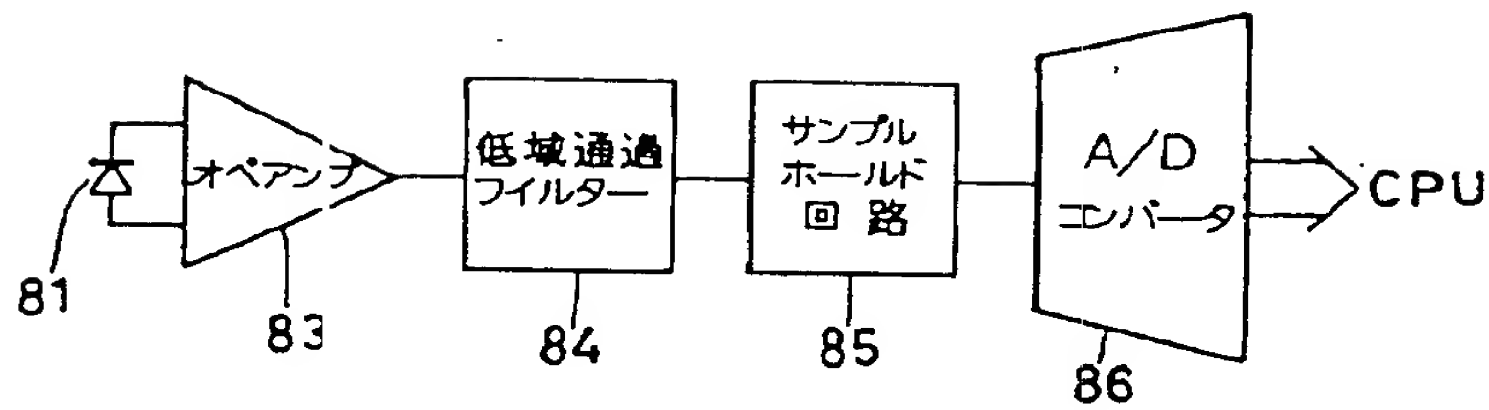 オペアンプ
低域通過
フイルター
サンプル
ホールド
回路
A/D
コンバータ
CPU
81
83
84
85
86